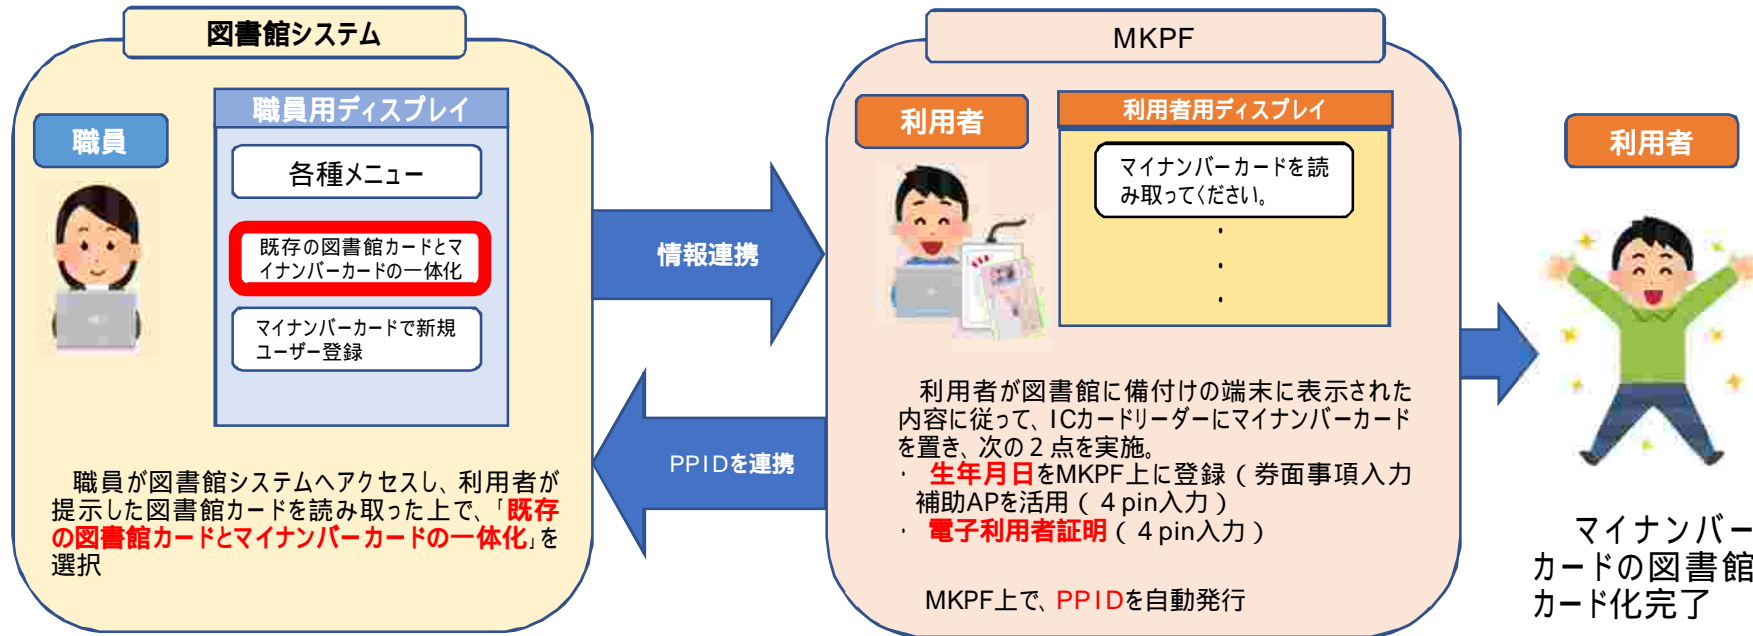 図書館システム
職員
職員用ディスプレイ
各種メニュー
既存の図書館カードとマ
イナンバーカードの一体化
マイナンバーカードで新規
ユーザー登録
職員が図書館システムへアクセスし、利用者が
提示した図書館カードを読み取った上で、「既存
の図書館カードとマイナンバーカードの一体化」を
選択
情報連携
PPIDを連携
MKPF
利用者
利用者用ディスプレイ
マイナンバーカードを読
み取ってください。
・
・
・
利用者が図書館に備付けの端末に表示された
内容に従って、ICカードリーダーにマイナンバーカード
を置き、次の2点を実施。
・ 生年月日をMKPF上に登録(券面事項入力
補助APを活用(4pin入力)
・ 電子利用者証明(4pin入力)
MKPF上で、PPIDを自動発行
利用者
マイナンバー
カードの図書館
カード化完了